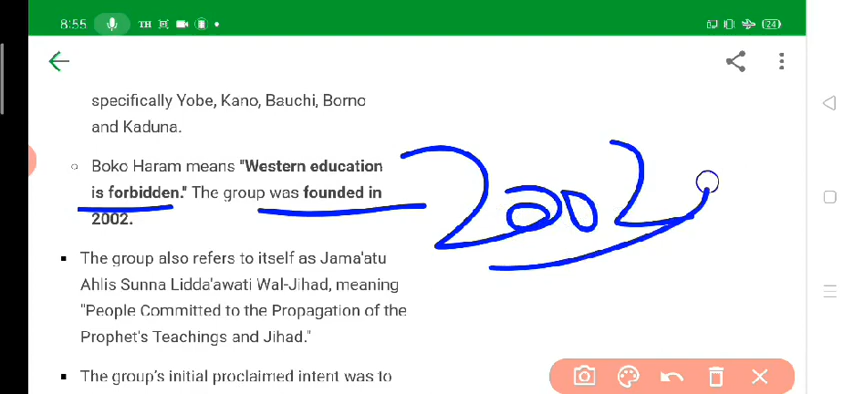 8:55 TH 24
specifically Yobe, Kano, Bauchi, Borno
and Kaduna.
Boko Haram means "Western education
is forbidden." The group was founded in
2002.
2002
The group also refers to itself as Jama'atu
Ahlis Sunna Lidda'awati Wal-Jihad, meaning
"People Committed to the Propagation of the
Prophet's Teachings and Jihad."
The group's initial proclaimed intent was to